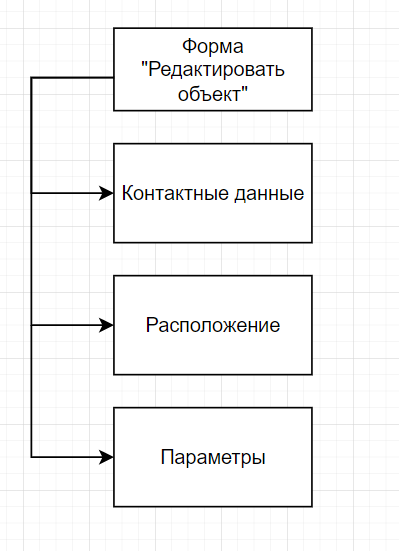 Форма
"Редактировать
объект"
Контактные данные
Расположение
Параметры